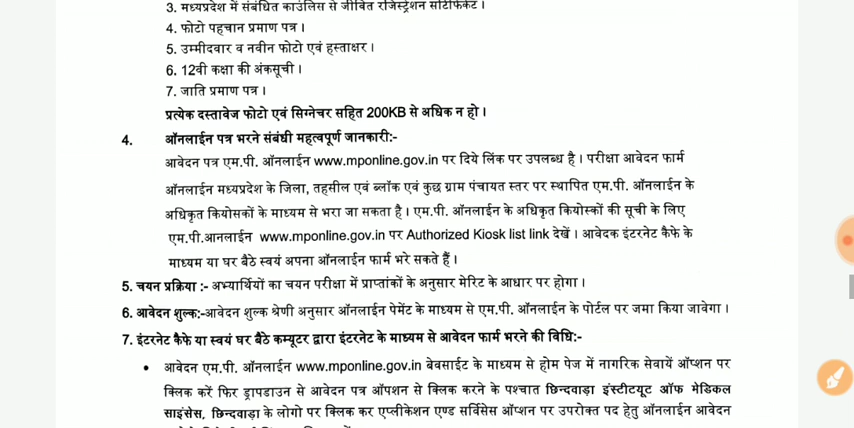 3. मध्यप्रदेश में संबंधित काउंलिस से जीवित रजिस्ट्रेशन सर्टिफिकेट।
4. फोटो पहचान प्रमाण पत्र।
5. उम्मीदवार व नवीन फोटो एवं हस्ताक्षर।
6. 12वी कक्षा की अंकसूची।
7. जाति प्रमाण पत्र।
प्रत्येक दस्तावेज फोटो एवं सिग्नेचर सहित 200KB से अधिक न हो।
4. ऑनलाईन पत्र भरने संबंधी महत्वपूर्ण जानकारी:-
आवेदन पत्र एम.पी. ऑनलाईन www.mponline.gov.in पर दिये लिंक पर उपलब्ध है। परीक्षा आवेदन फार्म
ऑनलाईन मध्यप्रदेश के जिला, तहसील एवं ब्लॉक एवं कुछ ग्राम पंचायत स्तर पर स्थापित एम.पी. ऑनलाईन के
अधिकृत कियोसकों के माध्यम से भरा जा सकता है। एम.पी. ऑनलाईन के अधिकृत कियोस्कों की सूची के लिए
एम.पी.आनलाईन www.mponline.gov.in पर Authorized Kiosk list link देखें। आवेदक इंटरनेट कैफे के
माध्यम या घर बैठे स्वयं अपना ऑनलाईन फार्म भरे सकते हैं।
5. चयन प्रक्रिया :- अभ्यार्थियों का चयन परीक्षा में प्राप्तांकों के अनुसार मेरिट के आधार पर होगा।
6. आवेदन शुल्क:-आवेदन शुल्क श्रेणी अनुसार ऑनलाईन पेमेंट के माध्यम से एम.पी. ऑनलाईन के पोर्टल पर जमा किया जावेगा।
7. इंटरनेट कैफे या स्वयं घर बैठे कम्यूटर द्वारा इंटरनेट के माध्यम से आवेदन फार्म भरने की विधि:-
• आवेदन एम.पी. ऑनलाईन www.mponline.gov.in बेवसाईट के माध्यम से होम पेज में नागरिक सेवायें ऑप्शन पर
क्लिक करें फिर ड्रापडाउन से आवेदन पत्र ऑपशन से क्लिक करने के पश्चात छिन्दवाड़ा इंस्टीटयूट ऑफ मेडिकल
साइंसेस, छिन्दवाड़ा के लोगो पर क्लिक कर एप्लीकेशन एण्ड सर्विसेस ऑप्शन पर उपरोक्त पद हेतु ऑनलाईन आवेदन